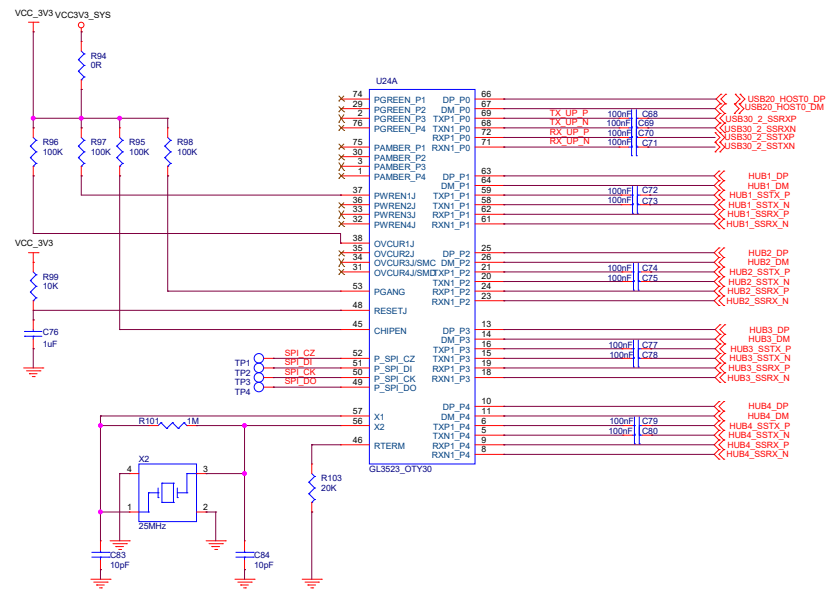 VCC_3V3 VCC3V3_SYS
R94
0R
R96
100K
R97
100K
R95
100K
R98
100K
VCC_3V3
R99
10K
C76
1uF
U24A
74 PGREEN_P1
29 PGREEN_P2
2 PGREEN_P3
76 PGREEN_P4
75 PAMBER_P1
30 PAMBER_P2
3 PAMBER_P3
1 PAMBER_P4
37 PWREN1J
36 PWREN2J
33 PWREN3J
32 PWREN4J
38 OVCUR1J
35 OVCUR2J
34 OVCUR3J/SMC
31 OVCUR4J/SMD
53 PGANG
48 RESETJ
45 CHIPEN
TP1 SPI_CZ 52 P_SPI_CZ
TP2 SPI_DI 51 P_SPI_DI
TP3 SPI_CK 50 P_SPI_CK
TP4 SPI_DO 49 P_SPI_DO
57 X1
56 X2
46 RTERM
GL3523_OTY30
R101 1M
X2
4 3
1 2
25MHz
C83
10pF
C84
10pF
R103
20K
DP_P0 66 USB20_HOST0_DP
DM_P0 67 USB20_HOST0_DM
TXP1_P0 69 TX_UP_P 100nF C68 USB30_2_SSRXP
TXN1_P0 68 TX_UP_N 100nF C69 USB30_2_SSRXN
RXP1_P0 72 RX_UP_P 100nF C70 USB30_2_SSTXP
RXN1_P0 71 RX_UP_N 100nF C71 USB30_2_SSTXN
DP_P1 63 HUB1_DP
DM_P1 64 HUB1_DM
TXP1_P1 59 100nF C72 HUB1_SSTX_P
TXN1_P1 58 100nF C73 HUB1_SSTX_N
RXP1_P1 62 HUB1_SSRX_P
RXN1_P1 61 HUB1_SSRX_N
DP_P2 25 HUB2_DP
DM_P2 26 HUB2_DM
TXP1_P2 21 100nF C74 HUB2_SSTX_P
TXN1_P2 20 100nF C75 HUB2_SSTX_N
RXP1_P2 24 HUB2_SSRX_P
RXN1_P2 23 HUB2_SSRX_N
DP_P3 13 HUB3_DP
DM_P3 14 HUB3_DM
TXP1_P3 16 100nF C77 HUB3_SSTX_P
TXN1_P3 15 100nF C78 HUB3_SSTX_N
RXP1_P3 19 HUB3_SSRX_P
RXN1_P3 18 HUB3_SSRX_N
DP_P4 10 HUB4_DP
DM_P4 11 HUB4_DM
TXP1_P4 6 100nF C79 HUB4_SSTX_P
TXN1_P4 5 100nF C80 HUB4_SSTX_N
RXP1_P4 9 HUB4_SSRX_P
RXN1_P4 8 HUB4_SSRX_N